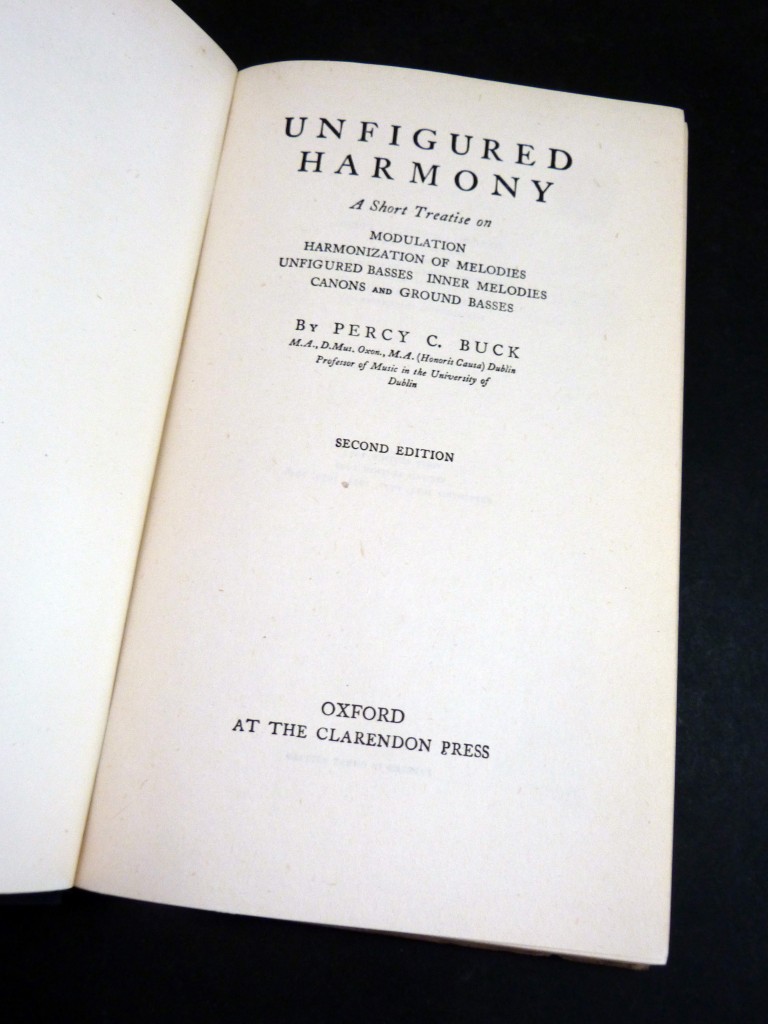 UNFIGURED
HARMONY
A Short Treatise on
MODULATION
HARMONIZATION OF MELODIES
UNFIGURED BASSES INNER MELODIES
CANONS AND GROUND BASSES
By PERCY C. BUCK
M.A., D.Mus. Oxon., M.A. (Honoris Causa) Dublin
Professor of Music in the University of
Dublin
SECOND EDITION
OXFORD
AT THE CLARENDON PRESS